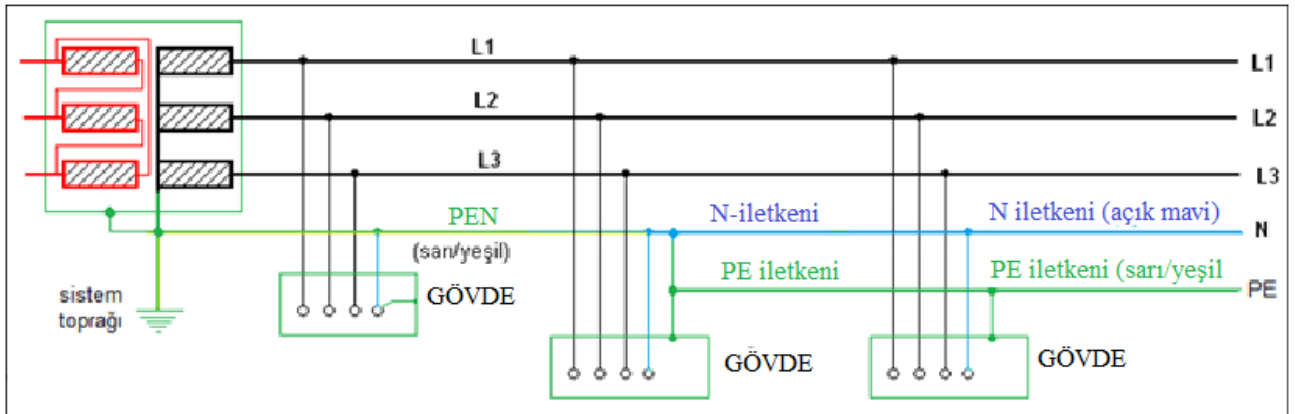 L1
L1
L2
L2
L3
L3
PEN
(sarı/yeşil)
N-iletkeni
N iletkeni (açık mavi)
N
PE iletkeni
PE iletkeni (sarı/yeşil
PE
sistem
toprağı
GÖVDE
GÖVDE
GÖVDE